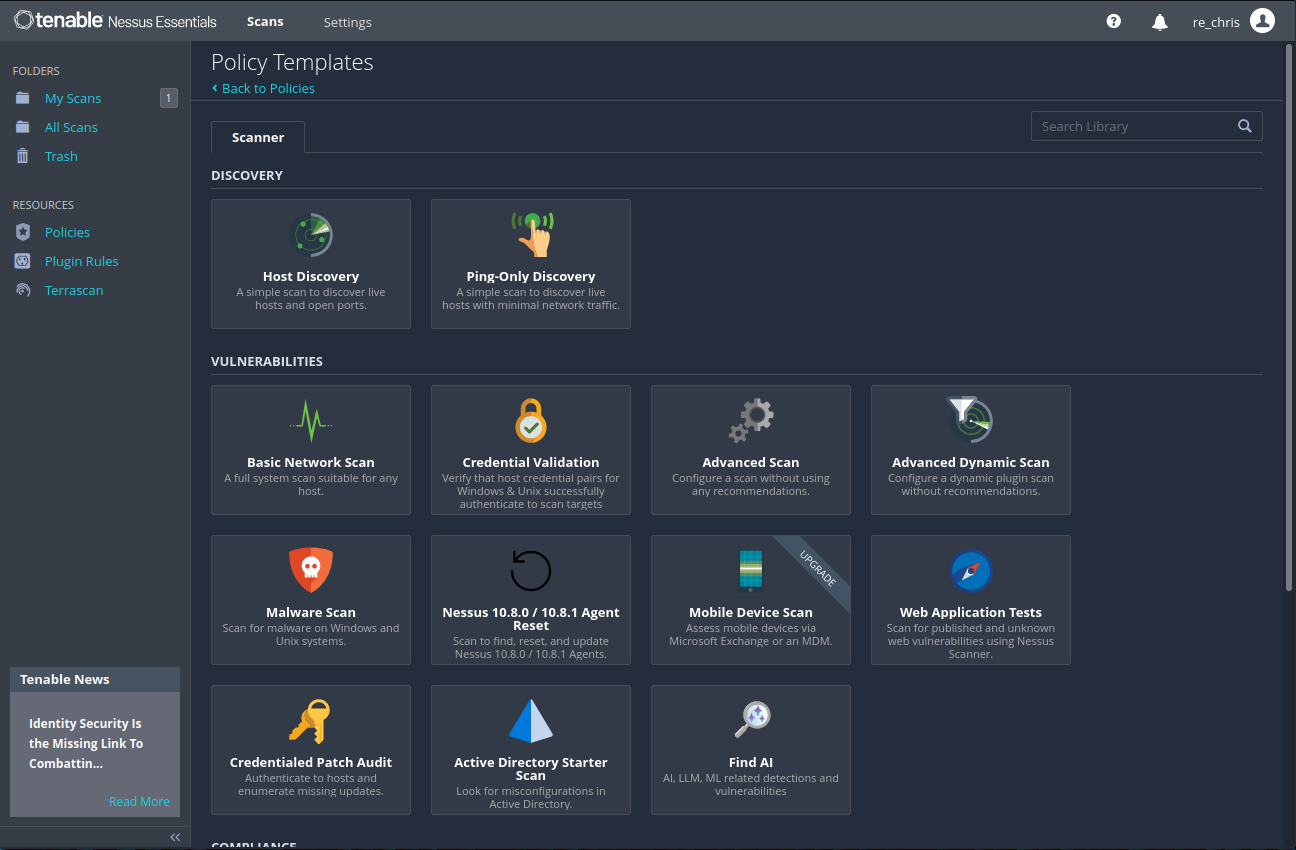 tenable Nessus Essentials
Scans
Settings
re_chris
FOLDERS
My Scans
1
All Scans
Trash
RESOURCES
Policies
Plugin Rules
Terrascan
Tenable News
Identity Security Is
the Missing Link To
Combattin...
Read More
Policy Templates
Back to Policies
Scanner
Search Library
DISCOVERY
Host Discovery
A simple scan to discover live
hosts and open ports.
Ping-Only Discovery
A simple scan to discover live
hosts with minimal network traffic.
VULNERABILITIES
Basic Network Scan
A full system scan suitable for any
host.
Credential Validation
Verify that host credential pairs for
Windows & Unix successfully
authenticate to scan targets
Advanced Scan
Configure a scan without using
any recommendations.
Advanced Dynamic Scan
Configure a dynamic plugin scan
without recommendations.
Malware Scan
Scan for malware on Windows and
Unix systems.
Nessus 10.8.0 / 10.8.1 Agent
Reset
Scan to find, reset, and update
Nessus 10.8.0 / 10.8.1 Agents.
UPGRADE
Mobile Device Scan
Assess mobile devices via
Microsoft Exchange or an MDM.
Web Application Tests
Scan for published and unknown
web vulnerabilities using Nessus
Scanner.
Credentialed Patch Audit
Authenticate to hosts and
enumerate missing updates.
Active Directory Starter
Scan
Look for misconfigurations in
Active Directory.
Find AI
AI, LLM, ML related detections and
vulnerabilities
COMPLIANCE